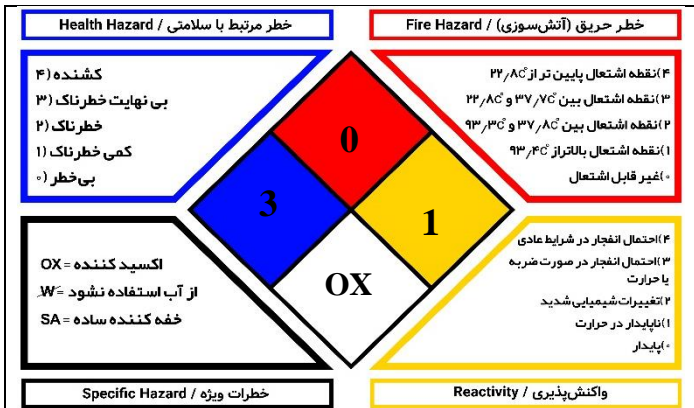 Health Hazard / خطر مرتبط با سلامتی
Fire Hazard / خطر حریق (آتش‌سوزی)
۴) کشنده
۳) بی نهایت خطرناک
۲) خطرناک
۱) کمی خطرناک
۰) بی‌خطر
۴)نقطه اشتعال پایین تر از ۲۲٫۸C°
۳)نقطه اشتعال بین ۳۷٫۷C° و ۲۲٫۸C°
۲)نقطه اشتعال بین ۳۷٫۸C° و ۹۳٫۳C°
۱)نقطه اشتعال بالاتراز ۹۳٫۴C°
۰)غیر قابل اشتعال
0
3
1
OX
OX = اکسید کننده
W = از آب استفاده نشود
SA = خفه کننده ساده
۴)احتمال انفجار در شرایط عادی
۳)احتمال انفجار در صورت ضربه
یا حرارت
۲)تغییرات شیمیایی شدید
۱)ناپایدار در حرارت
۰)پایدار
Specific Hazard / خطرات ویژه
Reactivity / واکنش‌پذیری